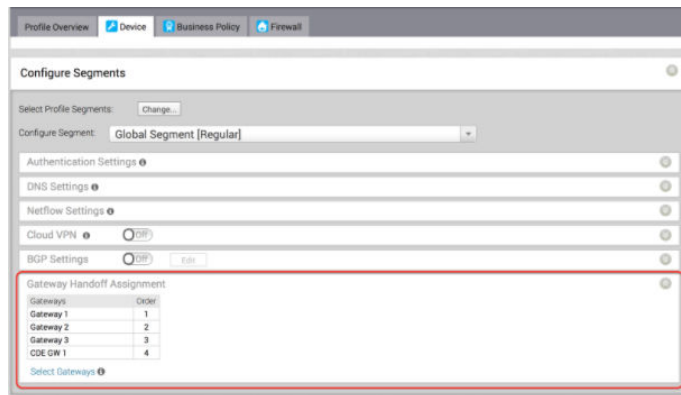 Profile Overview Device Business Policy Firewall
Configure Segments
Select Profile Segments: Change...
Configure Segment: Global Segment [Regular]
Authentication Settings
DNS Settings
Netflow Settings
Cloud VPN Off
BGP Settings Off Edit
Gateway Handoff Assignment
Gateways Order
Gateway 1 1
Gateway 2 2
Gateway 3 3
CDE GW 1 4
Select Gateways